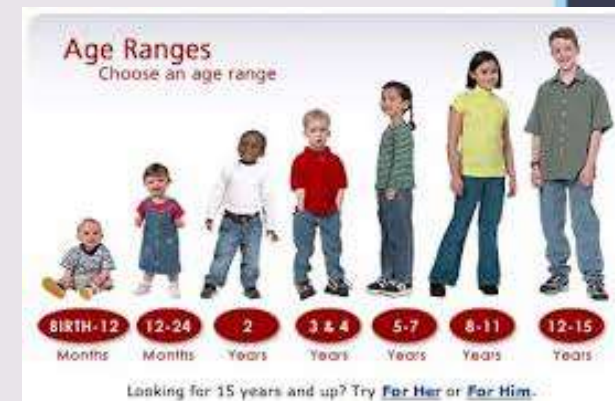 Age Ranges
Choose an age range
BIRTH-12 12-24 2 3 & 4 5-7 8-11 12-15
Months Months Years Years Years Years Years
Looking for 15 years and up? Try For Her or For Him.